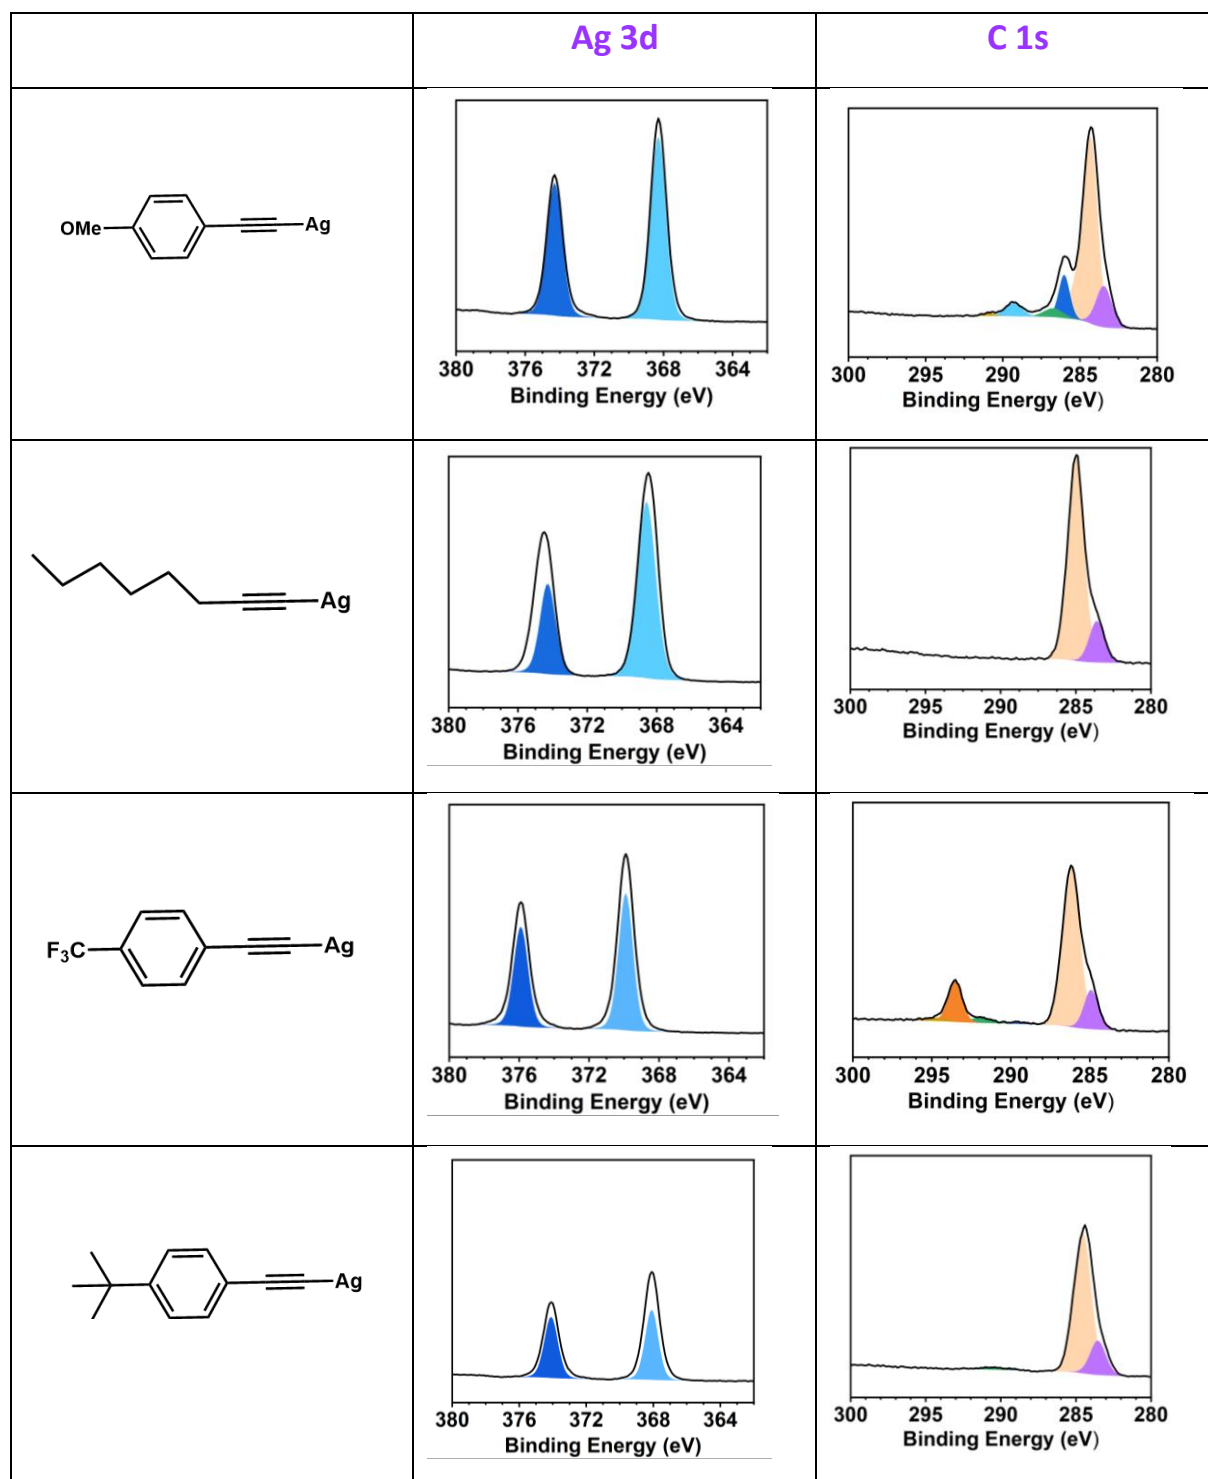 Ag 3d
C 1s
OMe
Ag
380 376 372 368 364
Binding Energy (eV)
300 295 290 285 280
Binding Energy (eV)
Ag
380 376 372 368 364
Binding Energy (eV)
300 295 290 285 280
Binding Energy (eV)
F3C
Ag
380 376 372 368 364
Binding Energy (eV)
300 295 290 285 280
Binding Energy (eV)
Ag
380 376 372 368 364
Binding Energy (eV)
300 295 290 285 280
Binding Energy (eV)